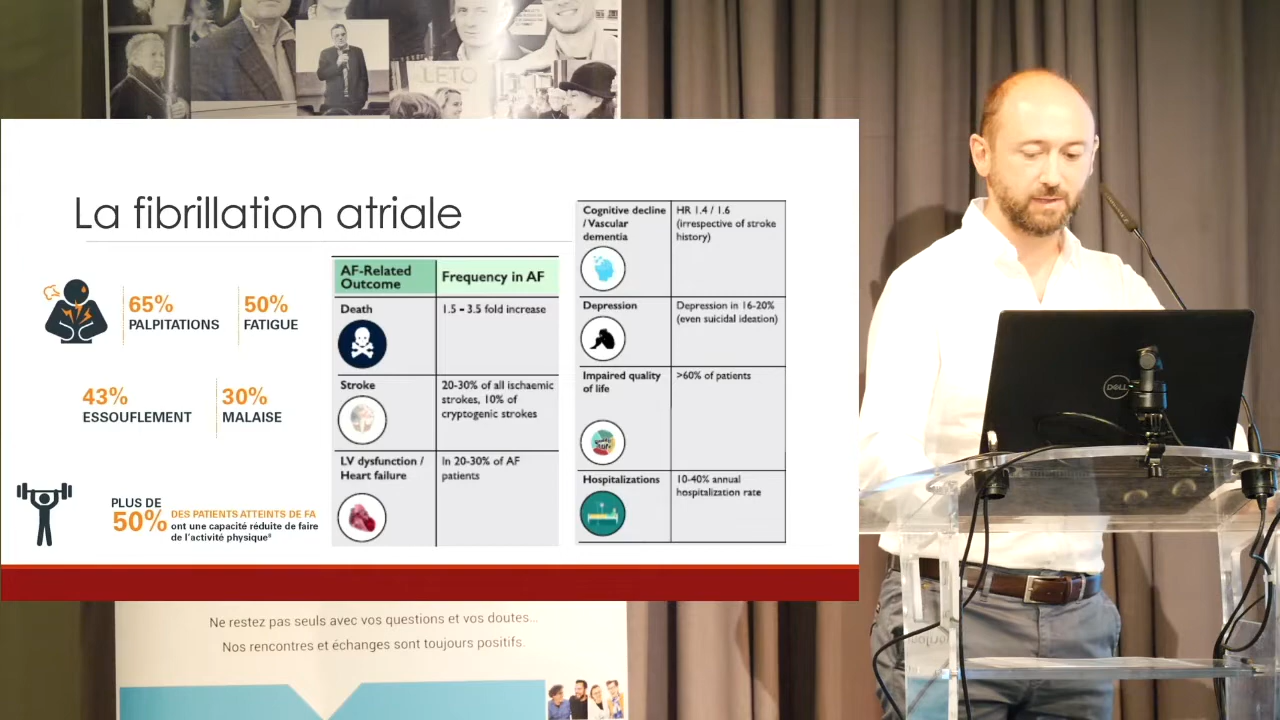 LETO
La fibrillation atriale
65%
PALPITATIONS
50%
FATIGUE
43%
ESSOUFLEMENT
30%
MALAISE
PLUS DE
50%
DES PATIENTS ATTEINTS DE FA
ont une capacité réduite de faire
de l'activité physique⁸
AF-Related
Outcome
Frequency in AF
Death
1.5 - 3.5 fold increase
Stroke
20-30% of all ischaemic
strokes, 10% of
cryptogenic strokes
LV dysfunction /
Heart failure
In 20-30% of AF
patients
Cognitive decline
/ Vascular
dementia
HR 1.4 / 1.6
(irrespective of stroke
history)
Depression
Depression in 16-20%
(even suicidal ideation)
Impaired quality
of life
>60% of patients
Hospitalizations
10-40% annual
hospitalization rate
DELL
Ne restez pas seuls avec vos questions et vos doutes...
Nos rencontres et échanges sont toujours positifs.